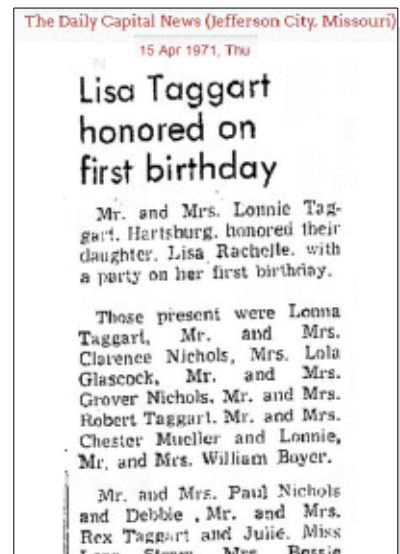 The Daily Capital News (Jefferson City, Missouri)
15 Apr 1971, Thu
Lisa Taggart
honored on
first birthday
Mr. and Mrs. Lonnie Tag-
gart, Hartsburg, honored their
daughter, Lisa Rachelle, with
a party on her first birthday.
Those present were Lonna
Taggart, Mr. and Mrs.
Clarence Nichols, Mrs. Lola
Glascock, Mr. and Mrs.
Grover Nichols, Mr. and Mrs.
Robert Taggart, Mr. and Mrs.
Chester Mueller and Lonnie,
Mr. and Mrs. William Boyer.
Mr. and Mrs. Paul Nichols
and Debbie , Mr. and Mrs.
Rex Taggart and Julie, Miss
Mrs. Bessie